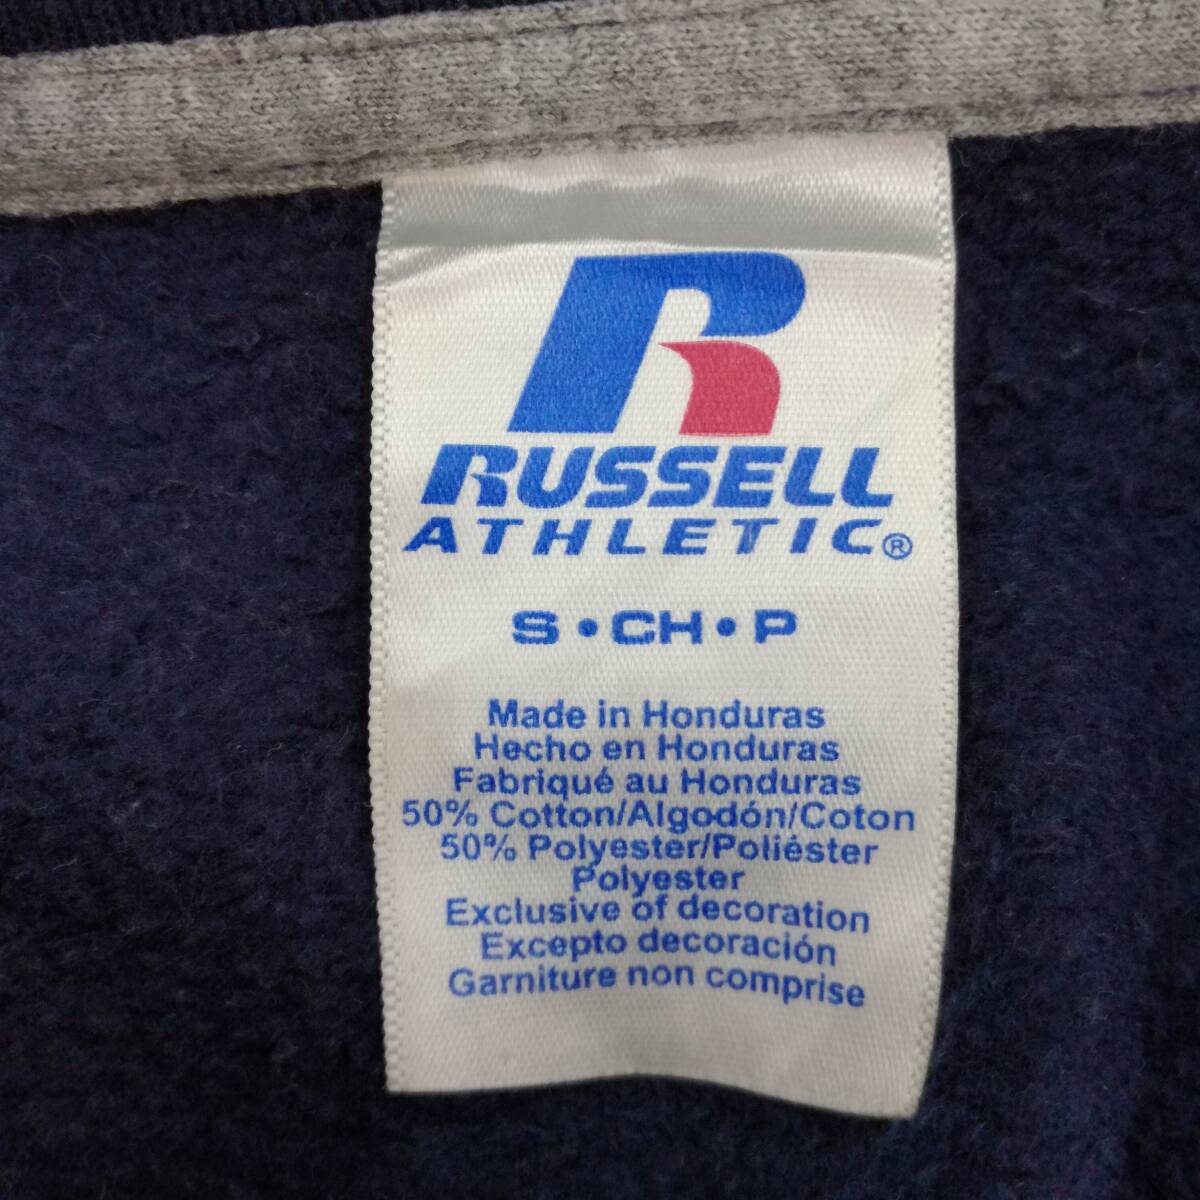 R
RUSSELL
ATHLETIC®
S • CH • P
Made in Honduras
Hecho en Honduras
Fabriqué au Honduras
50% Cotton/Algodón/Coton
50% Polyester/Poliéster
Polyester
Exclusive of decoration
Excepto decoración
Garniture non comprise